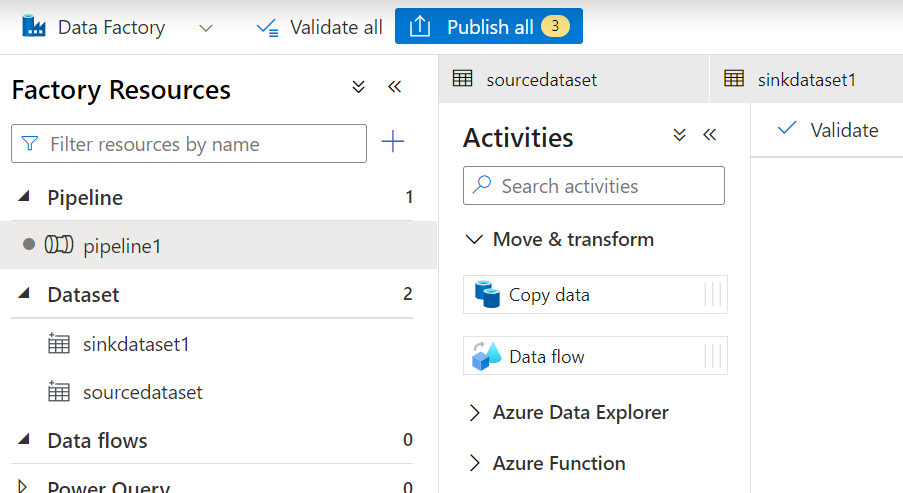 Data Factory
Validate all
Publish all 3
Factory Resources
Filter resources by name
Pipeline 1
pipeline1
Dataset 2
sinkdataset1
sourcedataset
Data flows 0
Power Query 0
sourcedataset
sinkdataset1
Activities
Search activities
Move & transform
Copy data
Data flow
Azure Data Explorer
Azure Function
Validate